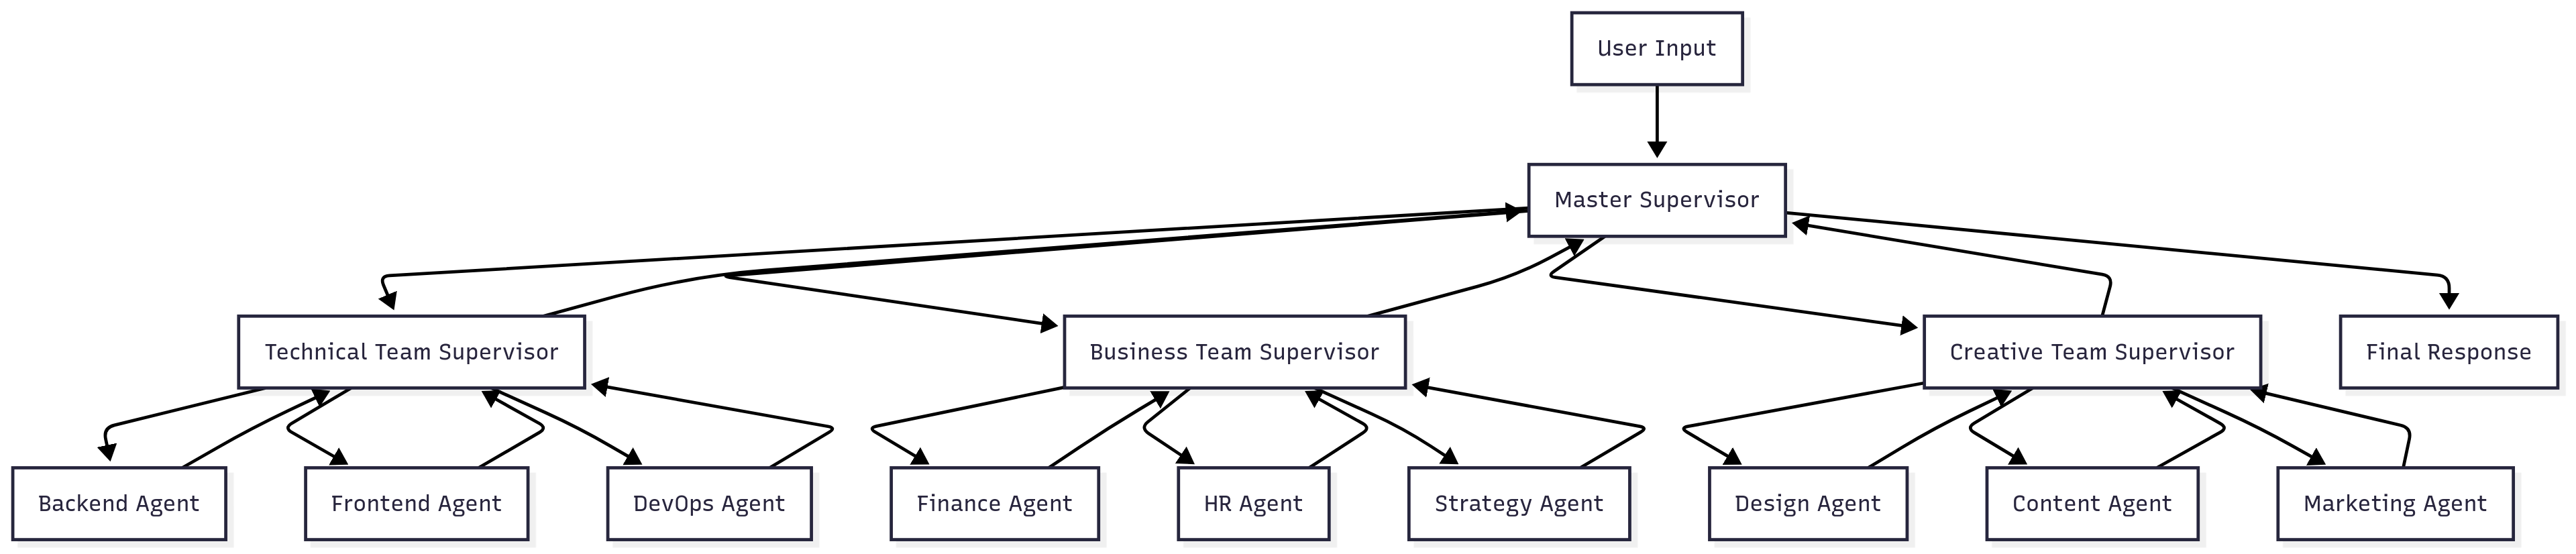 User Input
Master Supervisor
Technical Team Supervisor
Business Team Supervisor
Creative Team Supervisor
Final Response
Backend Agent
Frontend Agent
DevOps Agent
Finance Agent
HR Agent
Strategy Agent
Design Agent
Content Agent
Marketing Agent